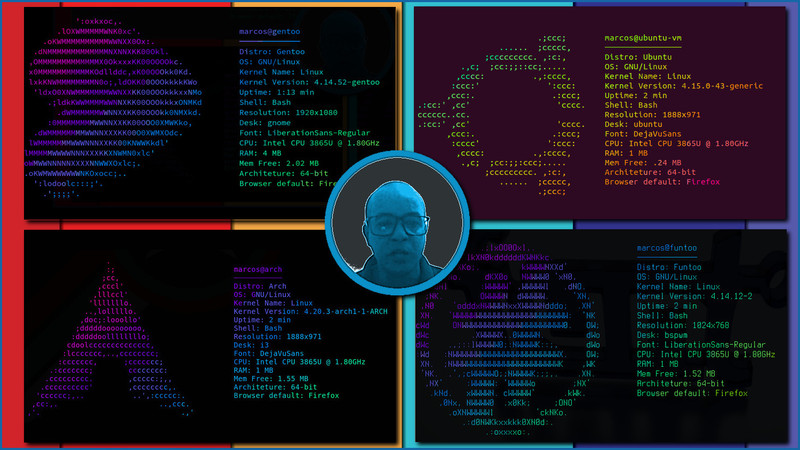 marcos@gentoo
Distro: Gentoo
OS: GNU/Linux
Kernel Name: Linux
Kernel Version: 4.14.52-gentoo
Uptime: 1:13 min
Shell: Bash
Resolution: 1920x1080
Desk: gnome
Font: LiberationSans-Regular
CPU: Intel CPU 3865U @ 1.80GHz
RAM: 4 MB
Mem Free: 2.02 MB
Architeture: 64-bit
Browser default: Fire
marcos@ubuntu-vm
Distro: Ubuntu
OS: GNU/Linux
Kernel Name: Linux
Kernel Version: 4.15.0-43-generic
Uptime: 2 min
Shell: Bash
Resolution: 1888x971
Desk: ubuntu
Font: DejaVuSans
CPU: Intel CPU 3865U @ 1.80GHz
RAM: 1 MB
Mem Free: .24 MB
Architeture: 64-bit
Browser default: Firefox
marcos@arch
Distro: Arch
OS: GNU/Linux
Kernel Name: Linux
Kernel Version: 4.20.3-arch1-1-ARCH
Uptime: 2 min
Shell: Bash
Resolution: 1888x971
Desk: i3
Font: DejaVuSans
CPU: Intel CPU 3865U @ 1.80GHz
RAM: 1 MB
Mem Free: 1.55 MB
Architeture: 64-bit
Browser default: Firefox
marcos@funtoo
Distro: Funtoo
OS: GNU/Linux
Kernel Name: Linux
Kernel Version: 4.14.12-2
Uptime: 2 min
Shell: Bash
Resolution: 1024x768
Desk: bspwm
Font: LiberationSans-Regular
CPU: Intel CPU 3865U @ 1.80GHz
RAM: 1 MB
Mem Free: 1.52 MB
Architeture: 64-bit
Browser default: Firefox